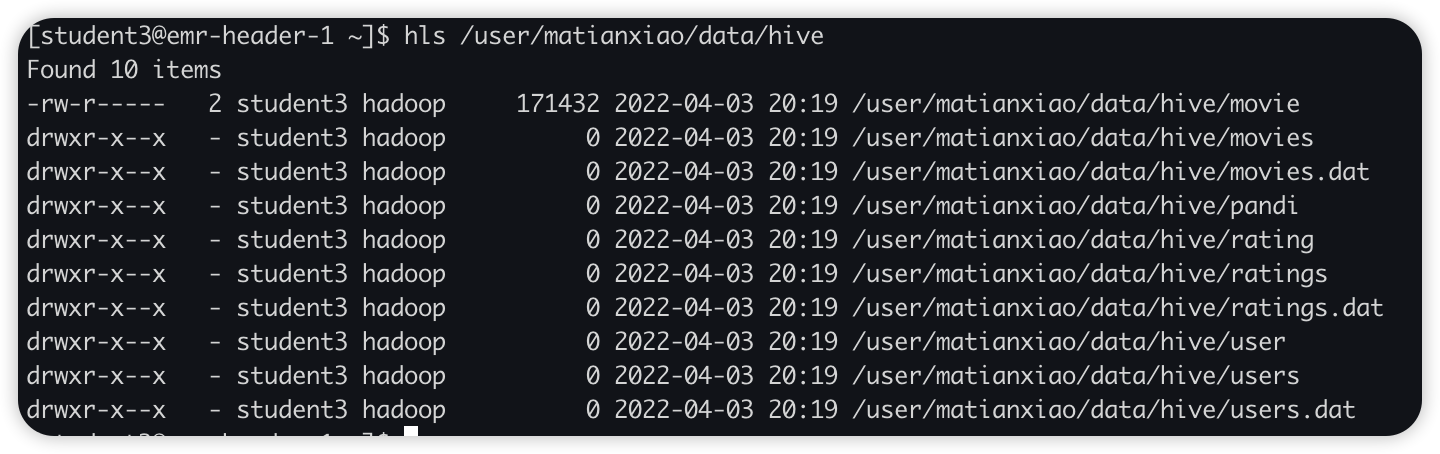 [student3@emr-header-1 ~]$ hls /user/matianxiao/data/hive
Found 10 items
-rw-r-----   2 student3 hadoop     171432 2022-04-03 20:19 /user/matianxiao/data/hive/movie
drwxr-x--x   - student3 hadoop          0 2022-04-03 20:19 /user/matianxiao/data/hive/movies
drwxr-x--x   - student3 hadoop          0 2022-04-03 20:19 /user/matianxiao/data/hive/movies.dat
drwxr-x--x   - student3 hadoop          0 2022-04-03 20:19 /user/matianxiao/data/hive/pandi
drwxr-x--x   - student3 hadoop          0 2022-04-03 20:19 /user/matianxiao/data/hive/rating
drwxr-x--x   - student3 hadoop          0 2022-04-03 20:19 /user/matianxiao/data/hive/ratings
drwxr-x--x   - student3 hadoop          0 2022-04-03 20:19 /user/matianxiao/data/hive/ratings.dat
drwxr-x--x   - student3 hadoop          0 2022-04-03 20:19 /user/matianxiao/data/hive/user
drwxr-x--x   - student3 hadoop          0 2022-04-03 20:19 /user/matianxiao/data/hive/users
drwxr-x--x   - student3 hadoop          0 2022-04-03 20:19 /user/matianxiao/data/hive/users.dat